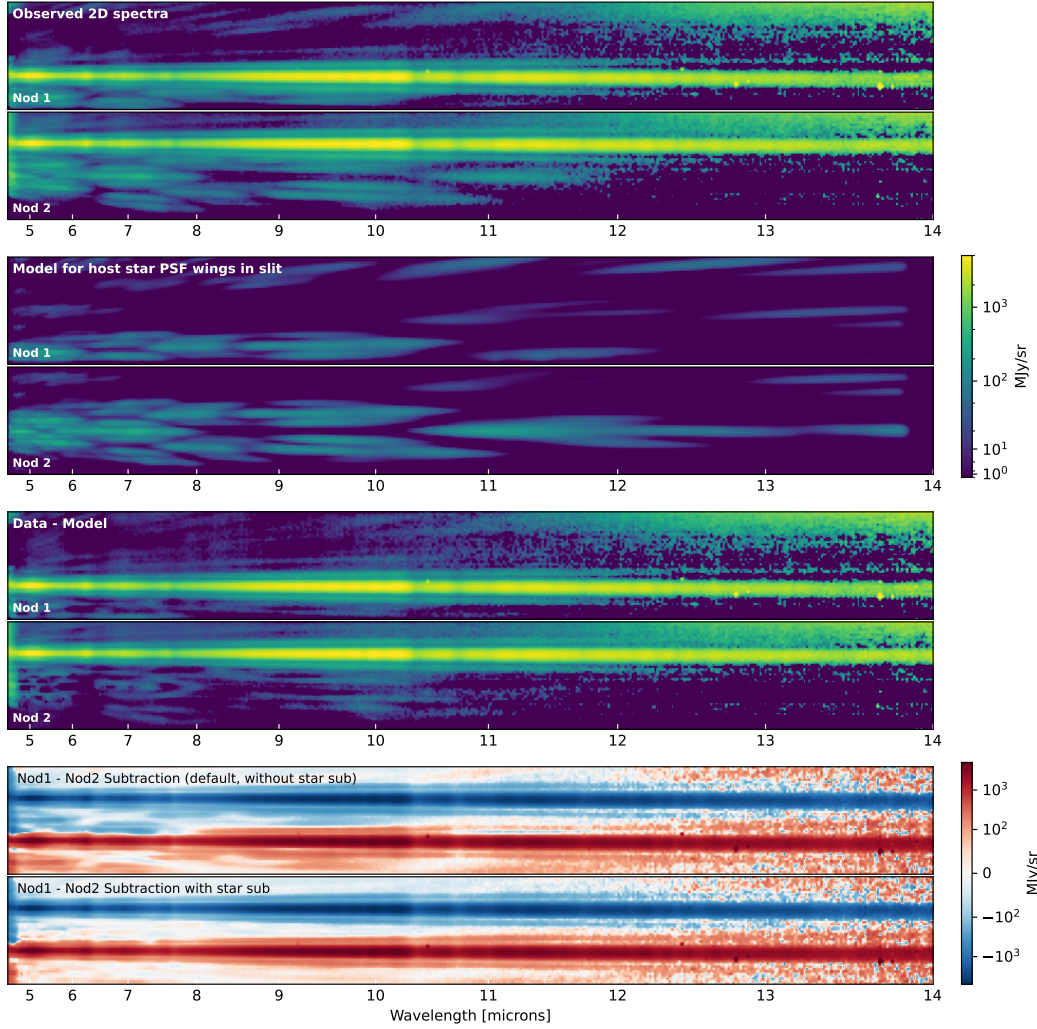 Observed 2D spectra
Nod 1
Nod 2
5 6 7 8 9 10 11 12 13 14
Model for host star PSF wings in slit
Nod 1
Nod 2
5 6 7 8 9 10 11 12 13 14
10³
10²
10¹
10⁰
MJy/sr
Data - Model
Nod 1
Nod 2
5 6 7 8 9 10 11 12 13 14
Nod1 - Nod2 Subtraction (default, without star sub)
Nod1 - Nod2 Subtraction with star sub
5 6 7 8 9 10 11 12 13 14
Wavelength [microns]
10³
10²
0
−10²
−10³
MJy/sr